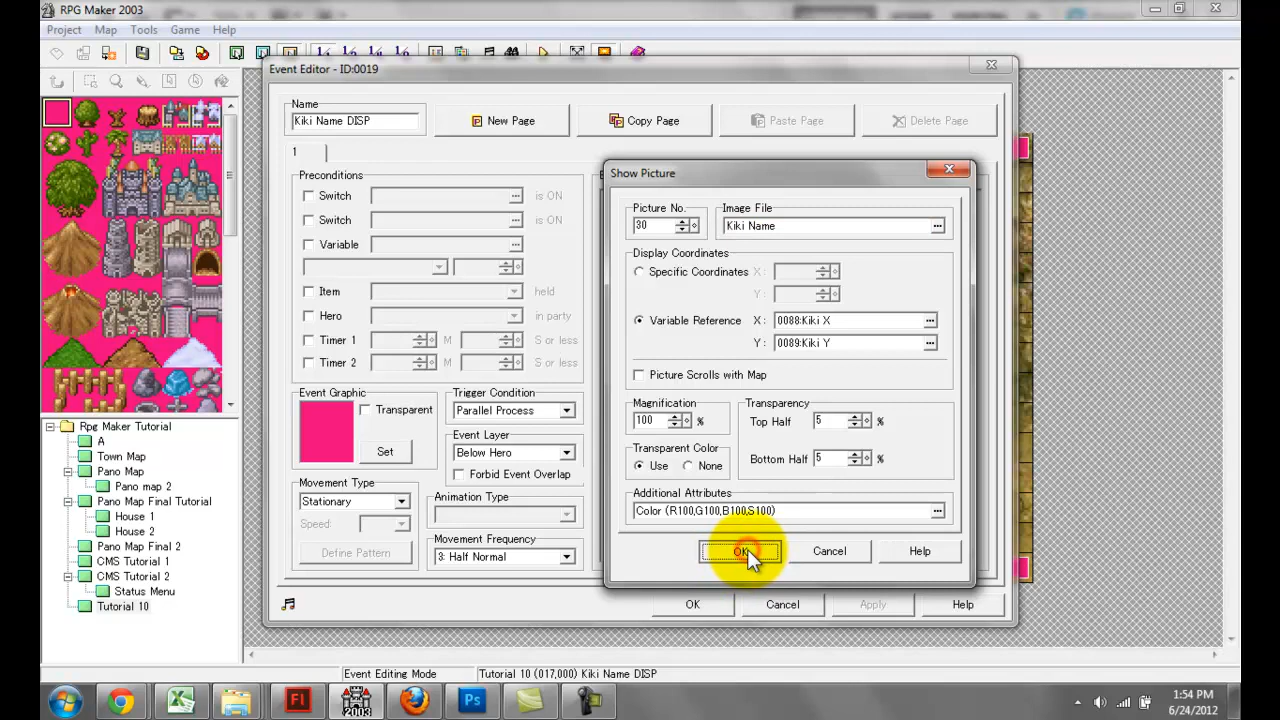 RPG Maker 2003
Project Map Tools Game Help
Event Editor - ID:0019
Name
Kiki Name DISP
New Page
Copy Page
Paste Page
Delete Page
1
Preconditions
Switch ... is ON
Switch ... is ON
Variable ...
Item held
Hero in party
Timer 1 M S or less
Timer 2 M S or less
Event Graphic
Transparent
Set
Trigger Condition
Parallel Process
Event Layer
Below Hero
Forbid Event Overlap
Movement Type
Stationary
Speed:
Define Pattern
Animation Type
Movement Frequency
3: Half Normal
OK Cancel Apply Help
Show Picture
Picture No.
30
Image File
Kiki Name ...
Display Coordinates
Specific Coordinates X:
Y:
Variable Reference X: 0088:Kiki X ...
Y: 0089:Kiki Y ...
Picture Scrolls with Map
Magnification
100 %
Transparency
Top Half 5 %
Bottom Half 5 %
Transparent Color
Use None
Additional Attributes
Color (R100,G100,B100,S100) ...
OK Cancel Help
Rpg Maker Tutorial
A
Town Map
Pano Map
Pano map 2
Pano Map Final Tutorial
House 1
House 2
Pano Map Final 2
CMS Tutorial 1
CMS Tutorial 2
Status Menu
Tutorial 10
Event Editing Mode
Tutorial 10 (017,000) Kiki Name DISP
Fl
2003
Ps
1:54 PM
6/24/2012